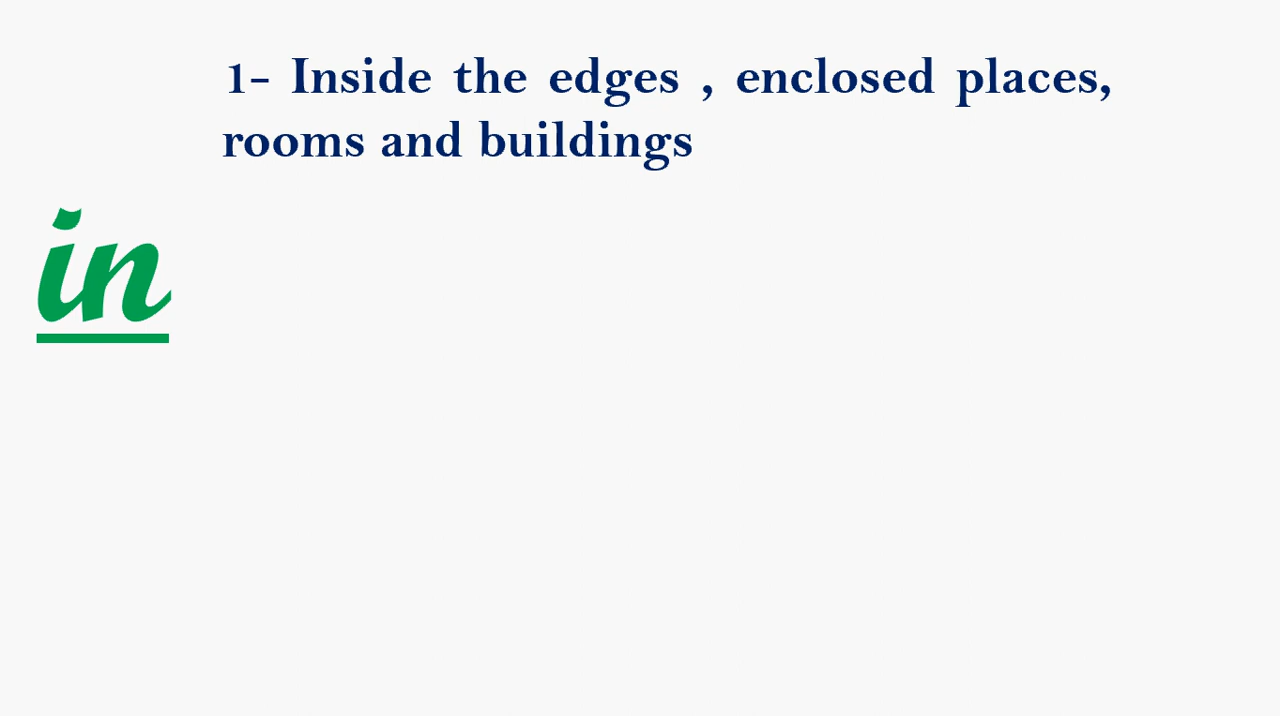 1- Inside the edges , enclosed places,
rooms and buildings
in